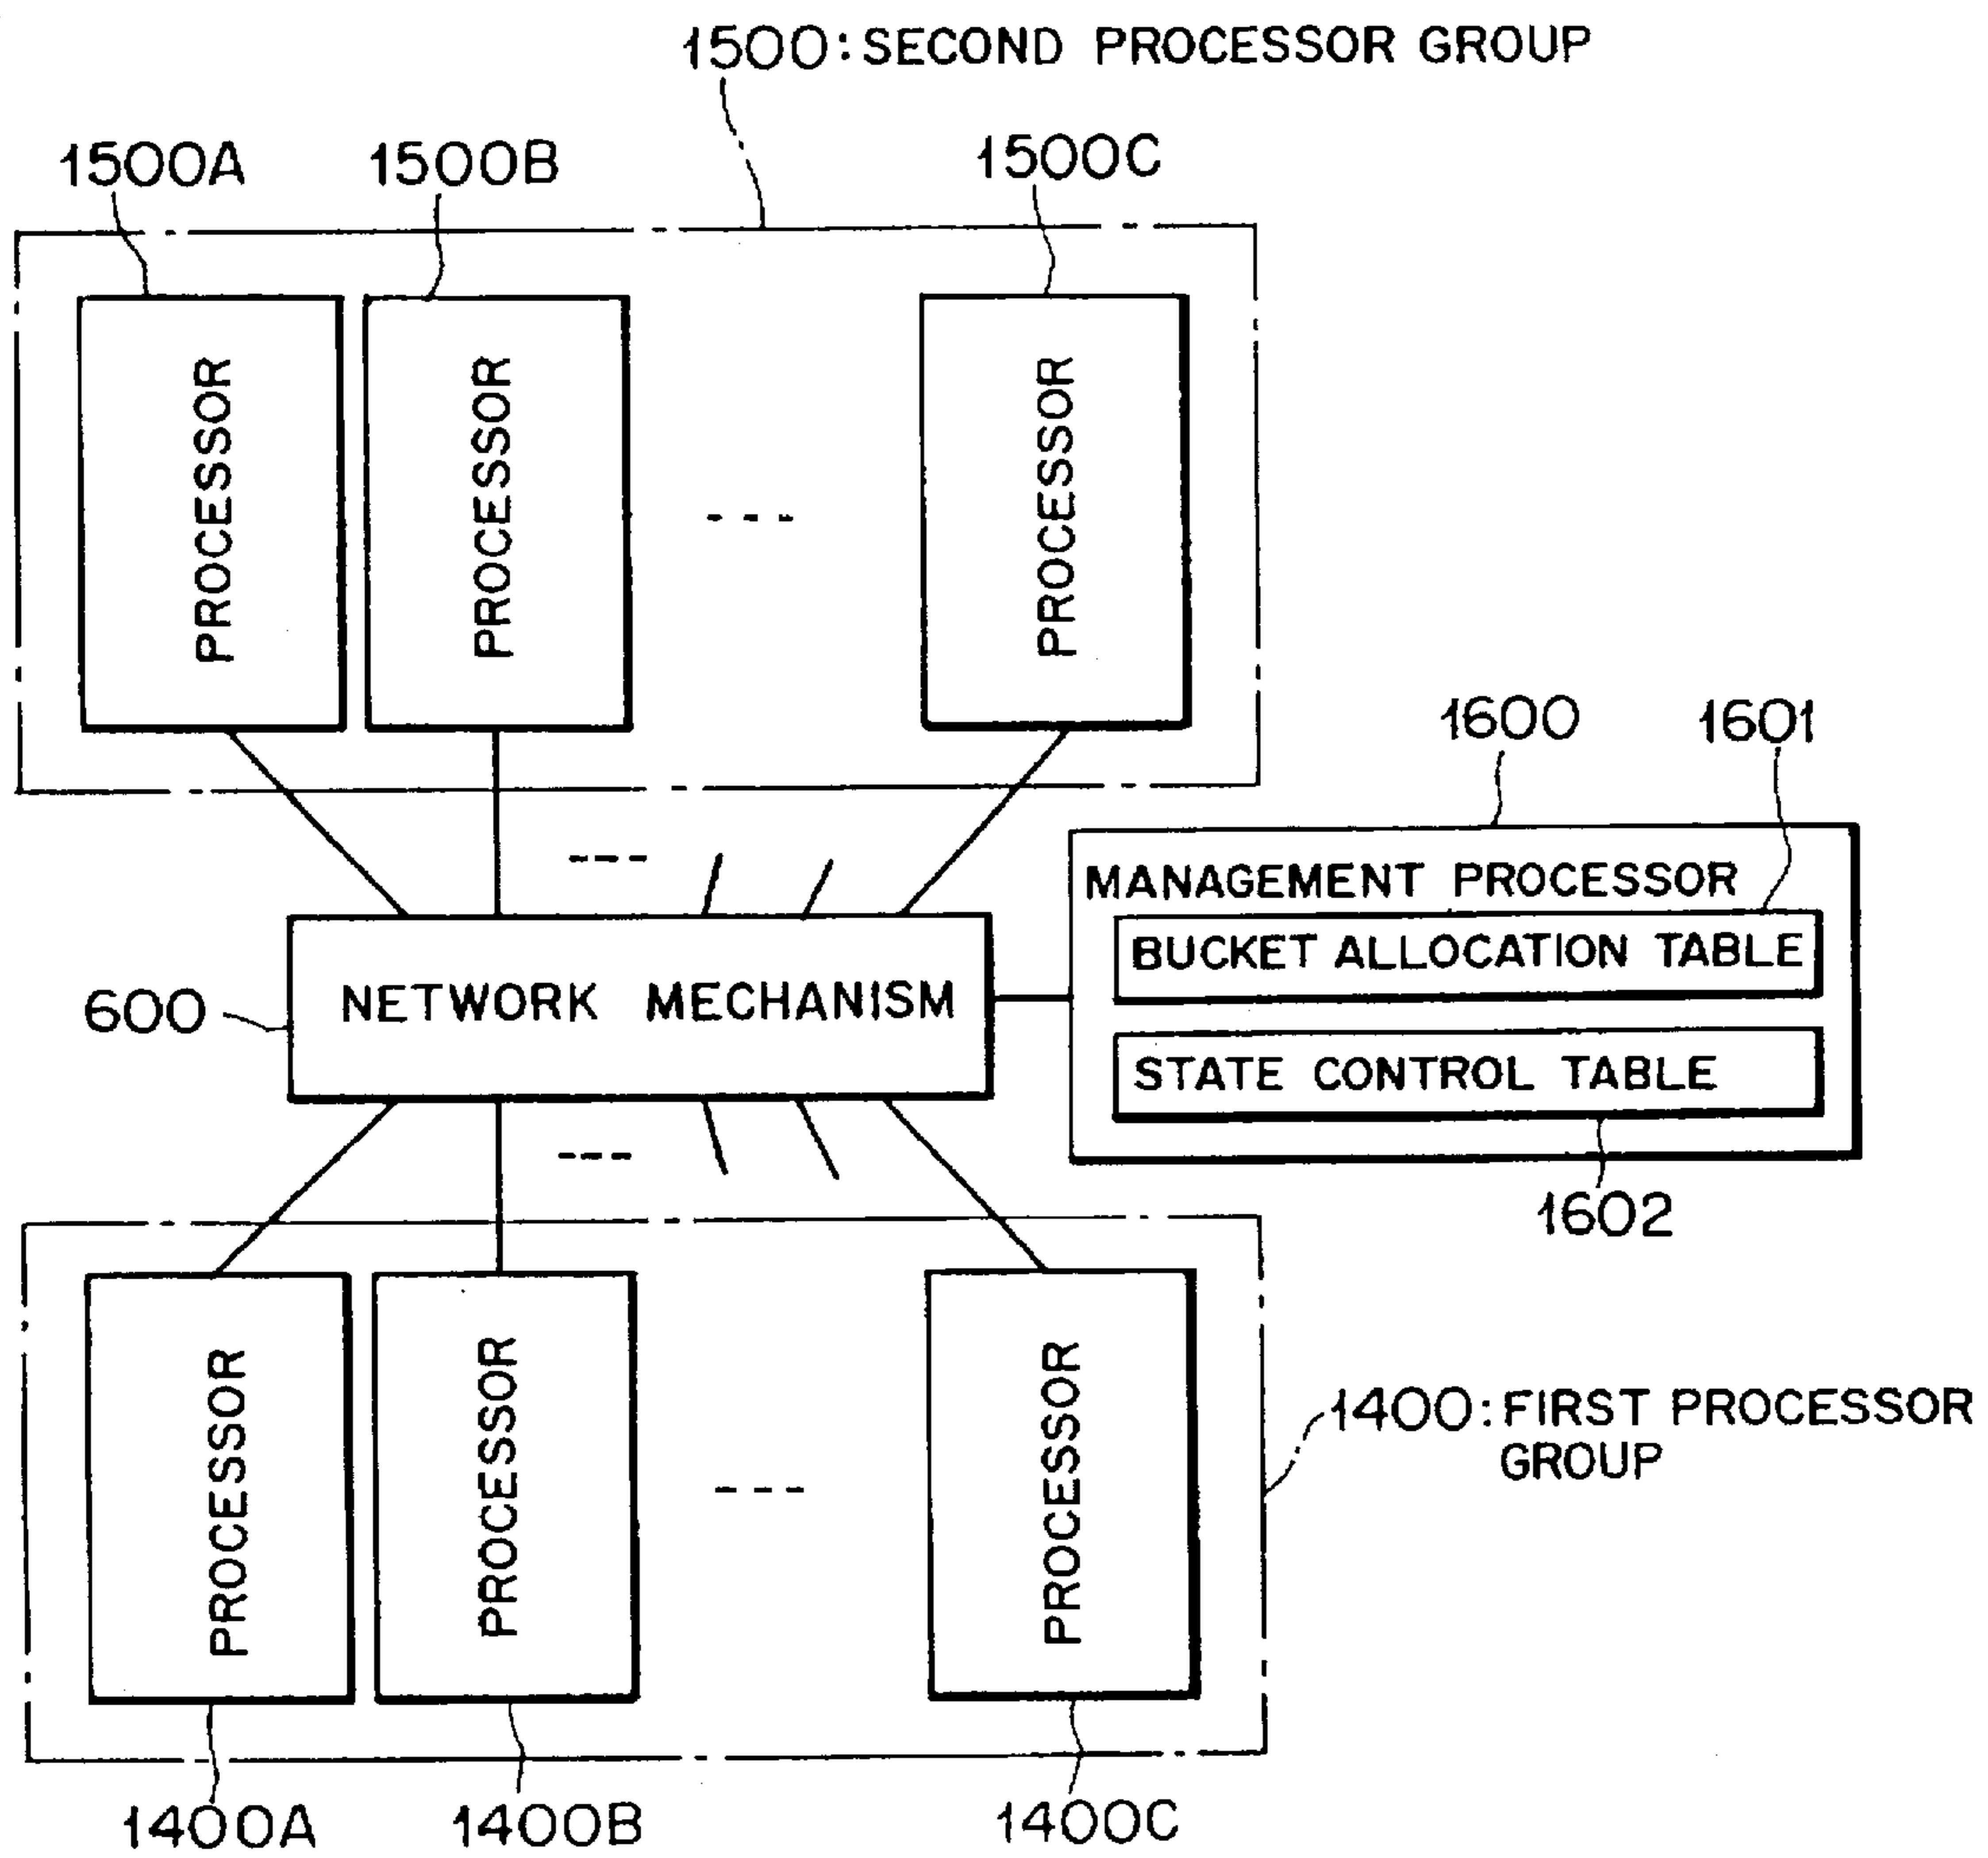 1500: SECOND PROCESSOR GROUP
1500A 1500B 1500C
PROCESSOR
PROCESSOR
PROCESSOR
1600 1601
MANAGEMENT PROCESSOR
BUCKET ALLOCATION TABLE
600 NETWORK MECHANISM
STATE CONTROL TABLE
1602
PROCESSOR
PROCESSOR
PROCESSOR
1400: FIRST PROCESSOR
GROUP
1400A 1400B 1400C